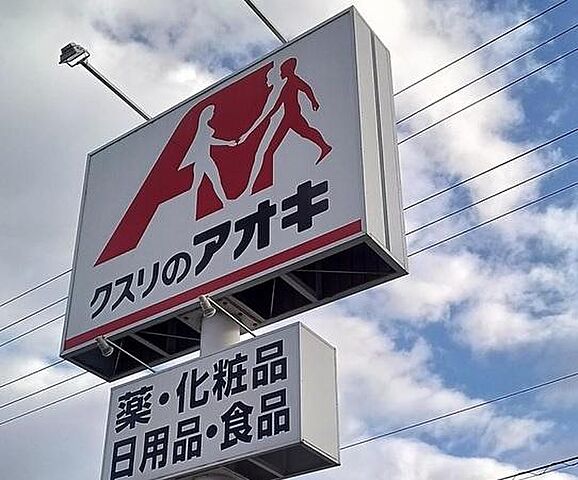 クスリのアオキ
薬・化粧品
日用品・食品